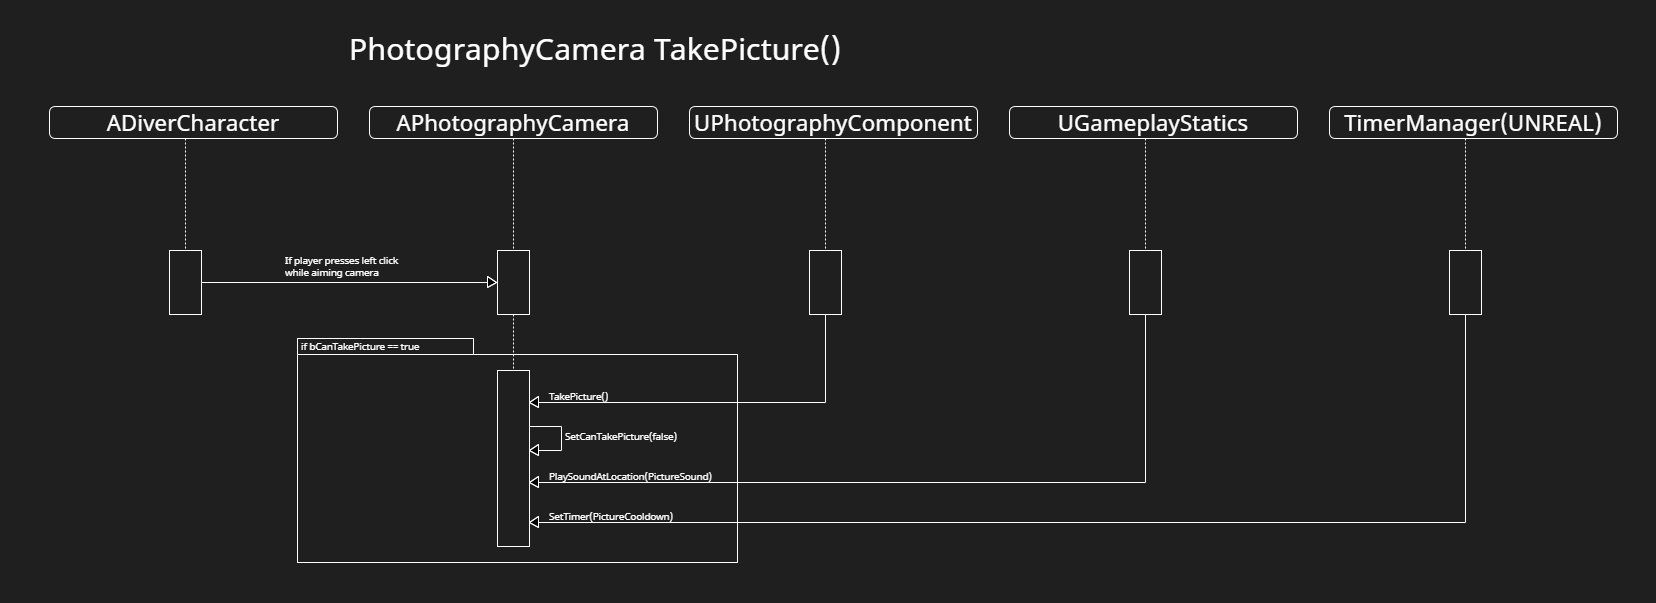 PhotographyCamera TakePicture()
ADiverCharacter
APhotographyCamera
UPhotographyComponent
UGameplayStatics
TimerManager(UNREAL)
If player presses left click
while aiming camera
if bCanTakePicture == true
TakePicture()
SetCanTakePicture(false)
PlaySoundAtLocation(PictureSound)
SetTimer(PictureCooldown)